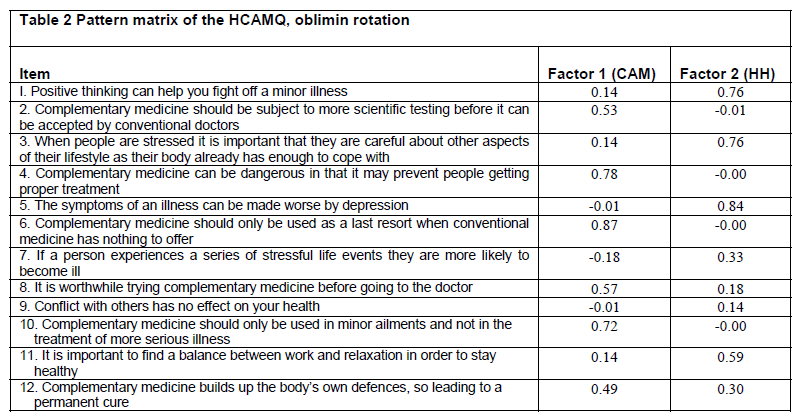 Table 2 Pattern matrix of the HCAMQ, oblimin rotation
Item Factor 1 (CAM) Factor 2 (HH)
I. Positive thinking can help you fight off a minor illness 0.14 0.76
2. Complementary medicine should be subject to more scientific testing before it can 0.53 -0.01
be accepted by conventional doctors
3. When people are stressed it is important that they are careful about other aspects 0.14 0.76
of their lifestyle as their body already has enough to cope with
4. Complementary medicine can be dangerous in that it may prevent people getting 0.78 -0.00
proper treatment
5. The symptoms of an illness can be made worse by depression -0.01 0.84
6. Complementary medicine should only be used as a last resort when conventional 0.87 -0.00
medicine has nothing to offer
7. If a person experiences a series of stressful life events they are more likely to -0.18 0.33
become ill
8. It is worthwhile trying complementary medicine before going to the doctor 0.57 0.18
9. Conflict with others has no effect on your health -0.01 0.14
10. Complementary medicine should only be used in minor ailments and not in the 0.72 -0.00
treatment of more serious illness
11. It is important to find a balance between work and relaxation in order to stay 0.14 0.59
healthy
12. Complementary medicine builds up the body's own defences, so leading to a 0.49 0.30
permanent cure